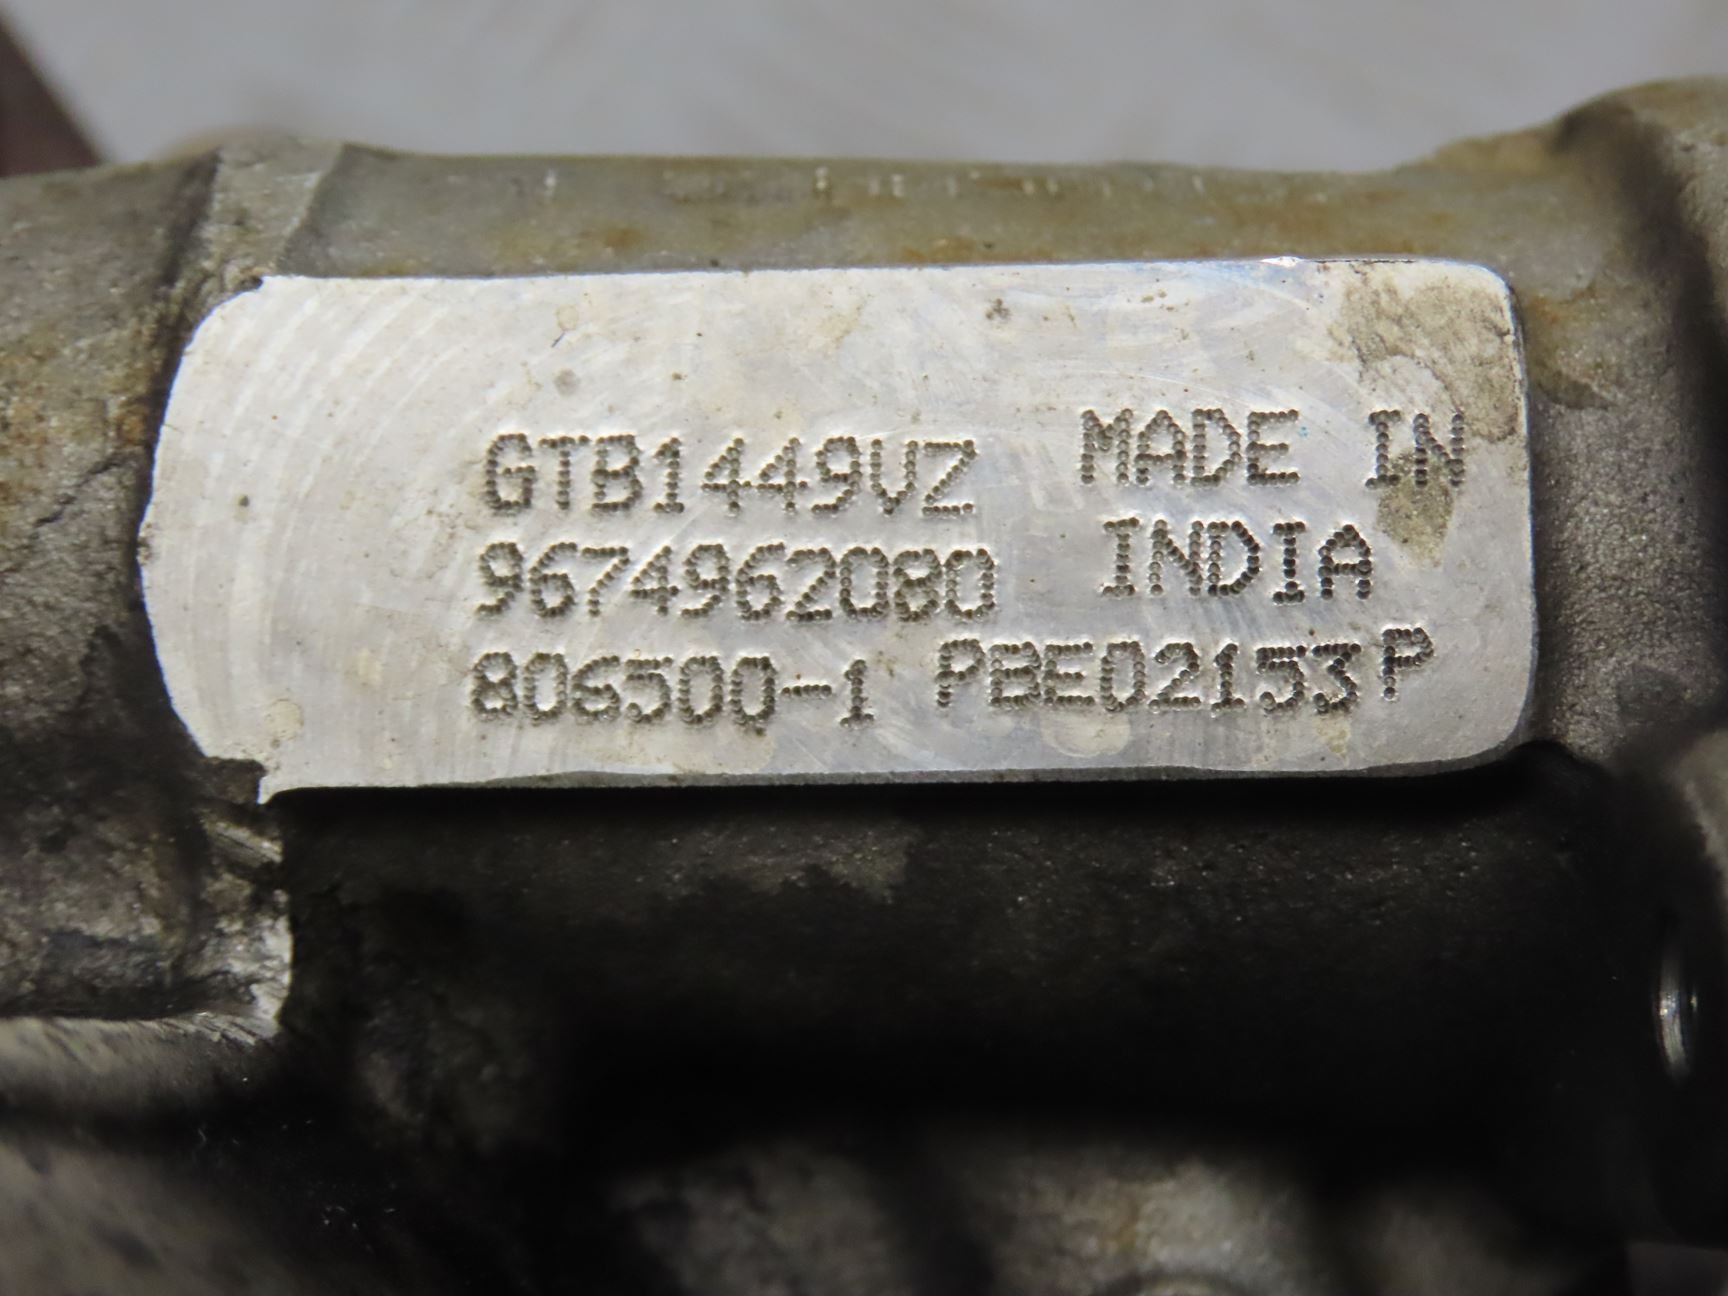 GTB1449VZ MADE IN
9674962080 INDIA
806500-1 PBE02153P